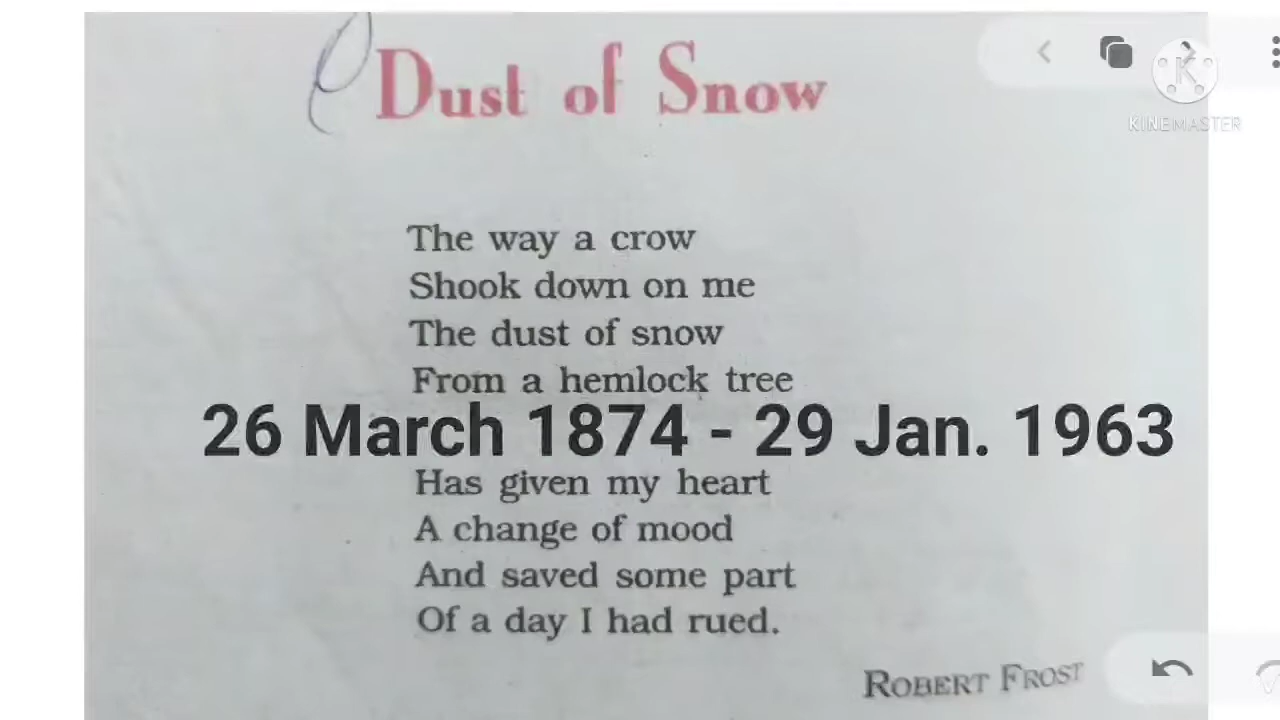 Dust of Snow
KINEMASTER
The way a crow
Shook down on me
The dust of snow
From a hemlock tree
26 March 1874 - 29 Jan. 1963
Has given my heart
A change of mood
And saved some part
Of a day I had rued.
ROBERT FROST